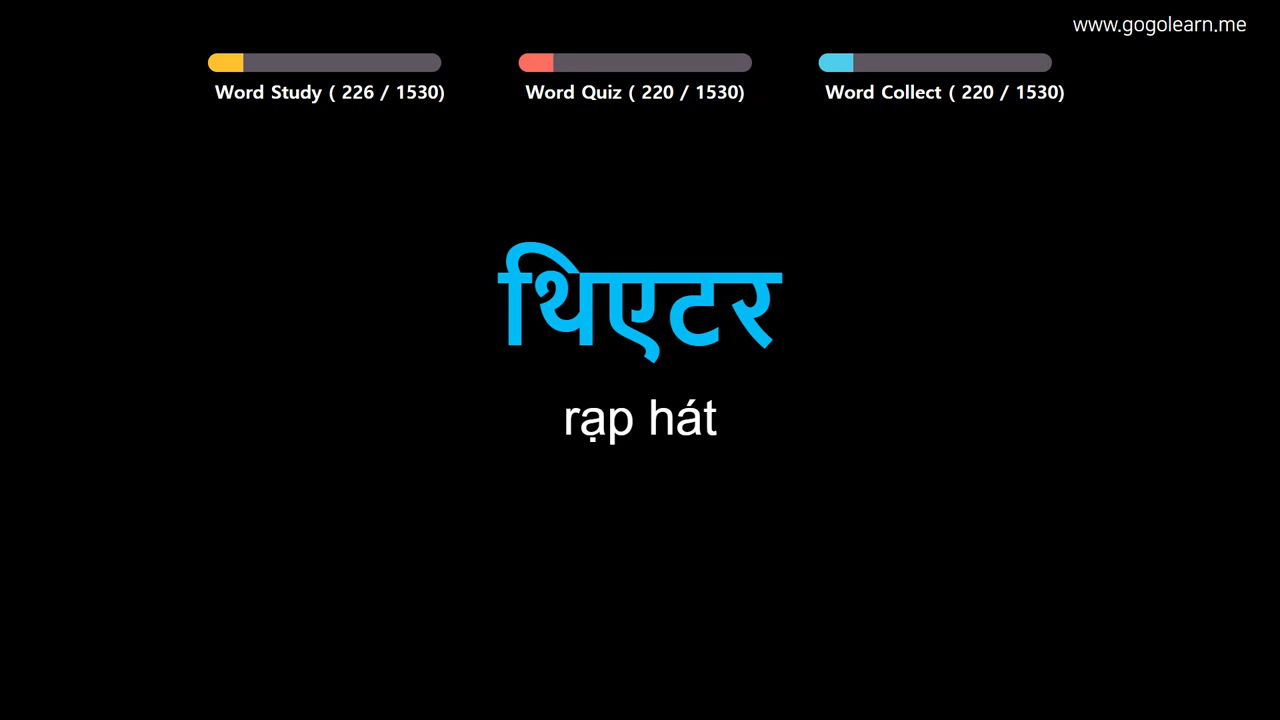 www.gogolearn.me
Word Study ( 226 / 1530)
Word Quiz ( 220 / 1530)
Word Collect ( 220 / 1530)
थिएटर
rạp hát